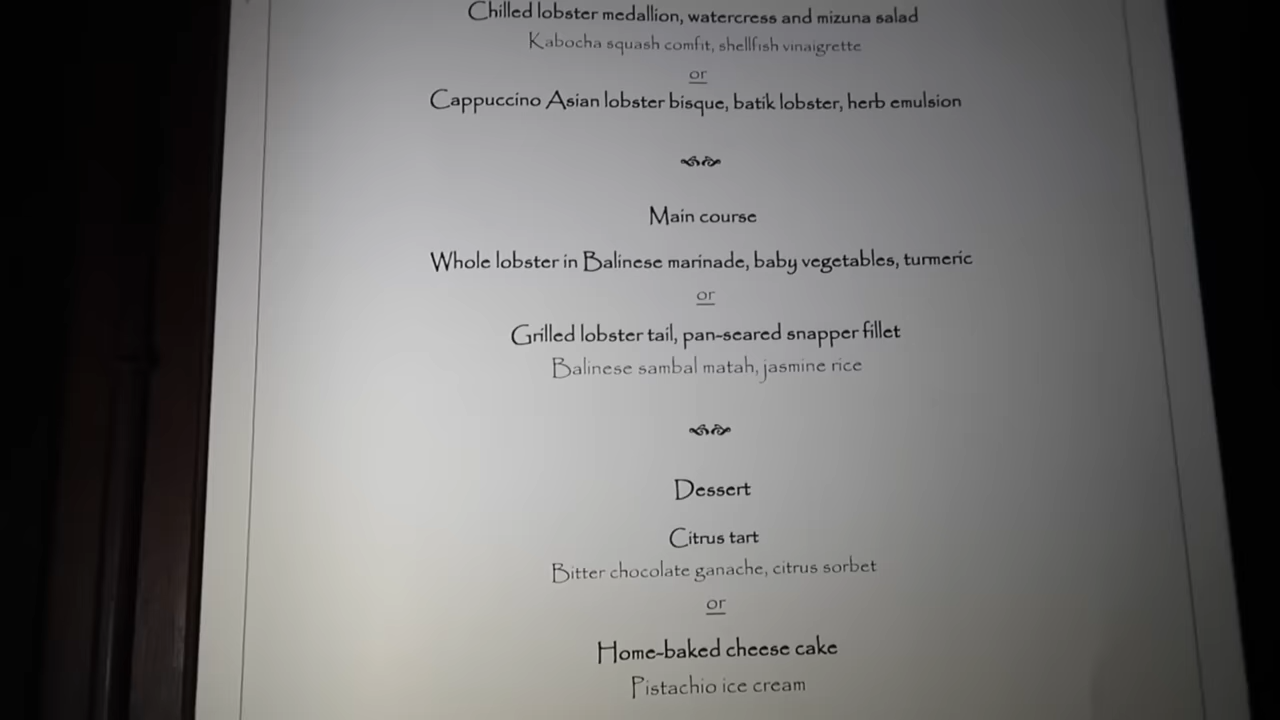 Chilled lobster medallion, watercress and mizuna salad
Kabocha squash comfit, shellfish vinaigrette
or
Cappuccino Asian lobster bisque, batik lobster, herb emulsion
Main course
Whole lobster in Balinese marinade, baby vegetables, turmeric
or
Grilled lobster tail, pan-seared snapper fillet
Balinese sambal matah, jasmine rice
Dessert
Citrus tart
Bitter chocolate ganache, citrus sorbet
or
Home-baked cheese cake
Pistachio ice cream